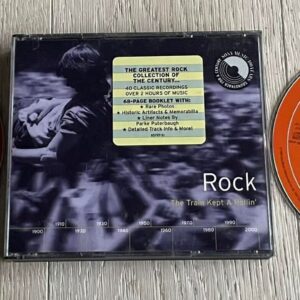 THE GREATEST ROCK
COLLECTION OF
THE CENTURY...
40 CLASSIC RECORDINGS
OVER 2 HOURS OF MUSIC
68-PAGE BOOKLET WITH:
★ Rare Photos
★ Historic Artifacts & Memorabilia
★ Liner Notes By
Parke Puterbaugh
★ Detailed Track Info & More!
Rock
The Train Kept A Rollin'
1910 1930 1950 1970 1990
1900 1920 1940 1960 1980 2000